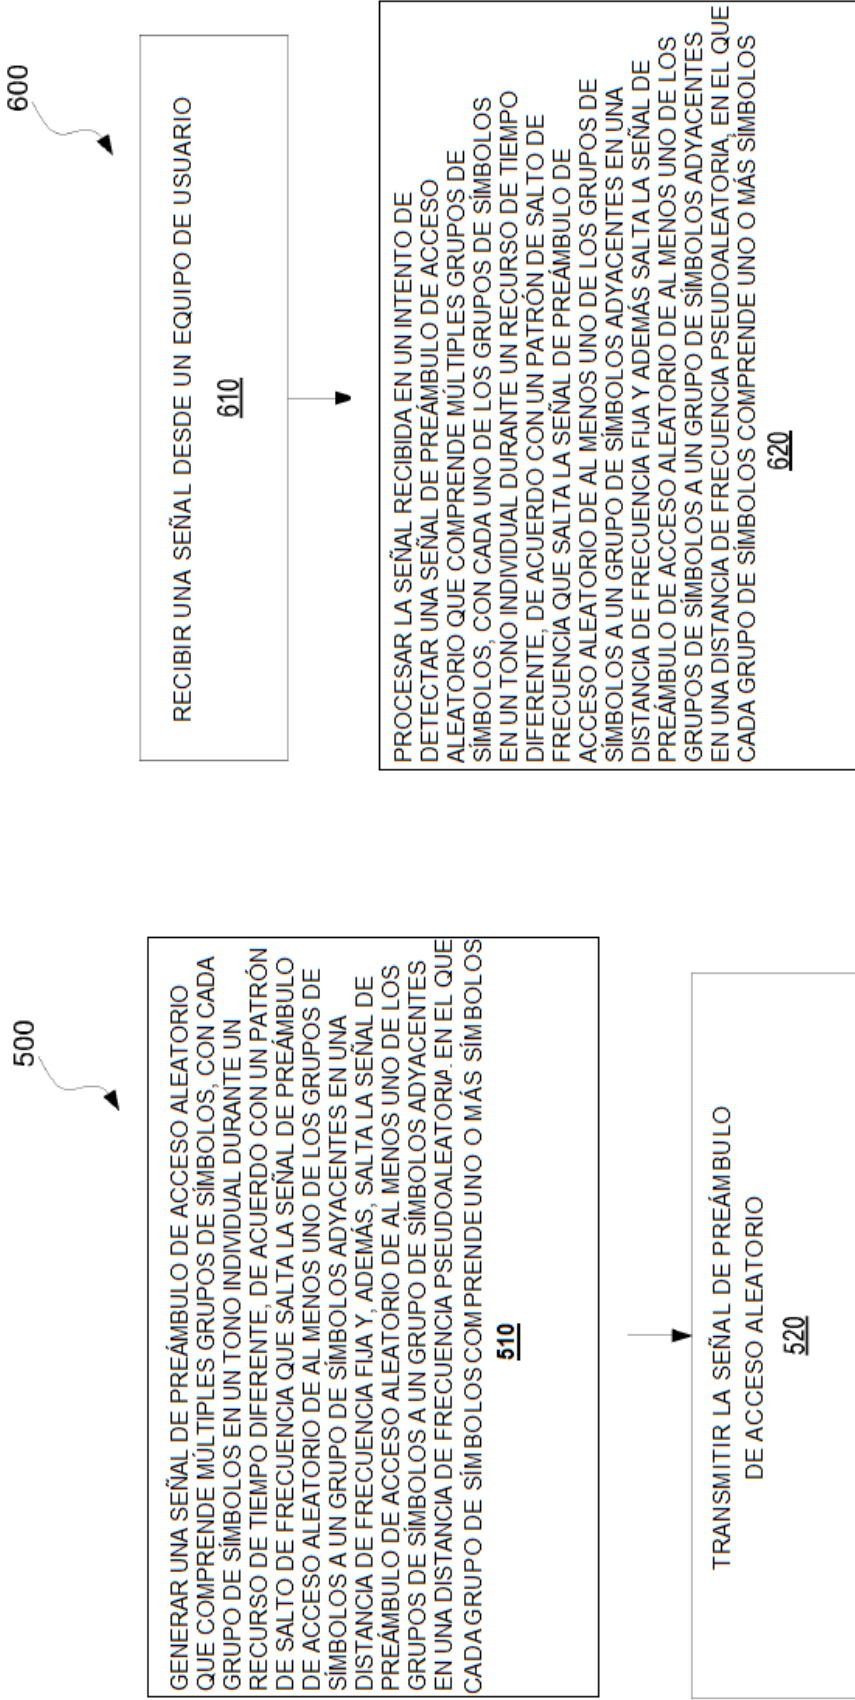 500
GENERAR UNA SEÑAL DE PREÁMBULO DE ACCESO ALEATORIO
QUE COMPRENDE MÚLTIPLES GRUPOS DE SÍMBOLOS, CON CADA
GRUPO DE SÍMBOLOS EN UN TONO INDIVIDUAL DURANTE UN
RECURSO DE TIEMPO DIFERENTE, DE ACUERDO CON UN PATRÓN
DE SALTO DE FRECUENCIA QUE SALTA LA SEÑAL DE PREÁMBULO
DE ACCESO ALEATORIO DE AL MENOS UNO DE LOS GRUPOS DE
SÍMBOLOS A UN GRUPO DE SÍMBOLOS ADYACENTES EN UNA
DISTANCIA DE FRECUENCIA FIJA Y, ADEMÁS, SALTA LA SEÑAL DE
PREÁMBULO DE ACCESO ALEATORIO DE AL MENOS UNO DE LOS
GRUPOS DE SÍMBOLOS A UN GRUPO DE SÍMBOLOS ADYACENTES
EN UNA DISTANCIA DE FRECUENCIA PSEUDOALEATORIA. EN EL QUE
CADA GRUPO DE SÍMBOLOS COMPRENDE UNO O MÁS SÍMBOLOS
510
TRANSMITIR LA SEÑAL DE PREÁMBULO
DE ACCESO ALEATORIO
520
600
RECIBIR UNA SEÑAL DESDE UN EQUIPO DE USUARIO
610
PROCESAR LA SEÑAL RECIBIDA EN UN INTENTO DE
DETECTAR UNA SEÑAL DE PREÁMBULO DE ACCESO
ALEATORIO QUE COMPRENDE MÚLTIPLES GRUPOS DE
SÍMBOLOS, CON CADA UNO DE LOS GRUPOS DE SÍMBOLOS
EN UN TONO INDIVIDUAL DURANTE UN RECURSO DE TIEMPO
DIFERENTE, DE ACUERDO CON UN PATRÓN DE SALTO DE
FRECUENCIA QUE SALTA LA SEÑAL DE PREÁMBULO DE
ACCESO ALEATORIO DE AL MENOS UNO DE LOS GRUPOS DE
SÍMBOLOS A UN GRUPO DE SÍMBOLOS ADYACENTES EN UNA
DISTANCIA DE FRECUENCIA FIJA Y ADEMÁS SALTA LA SEÑAL DE
PREÁMBULO DE ACCESO ALEATORIO DE AL MENOS UNO DE LOS
GRUPOS DE SÍMBOLOS A UN GRUPO DE SÍMBOLOS ADYACENTES
EN UNA DISTANCIA DE FRECUENCIA PSEUDOALEATORIA, EN EL QUE
CADA GRUPO DE SÍMBOLOS COMPRENDE UNO O MÁS SÍMBOLOS
620